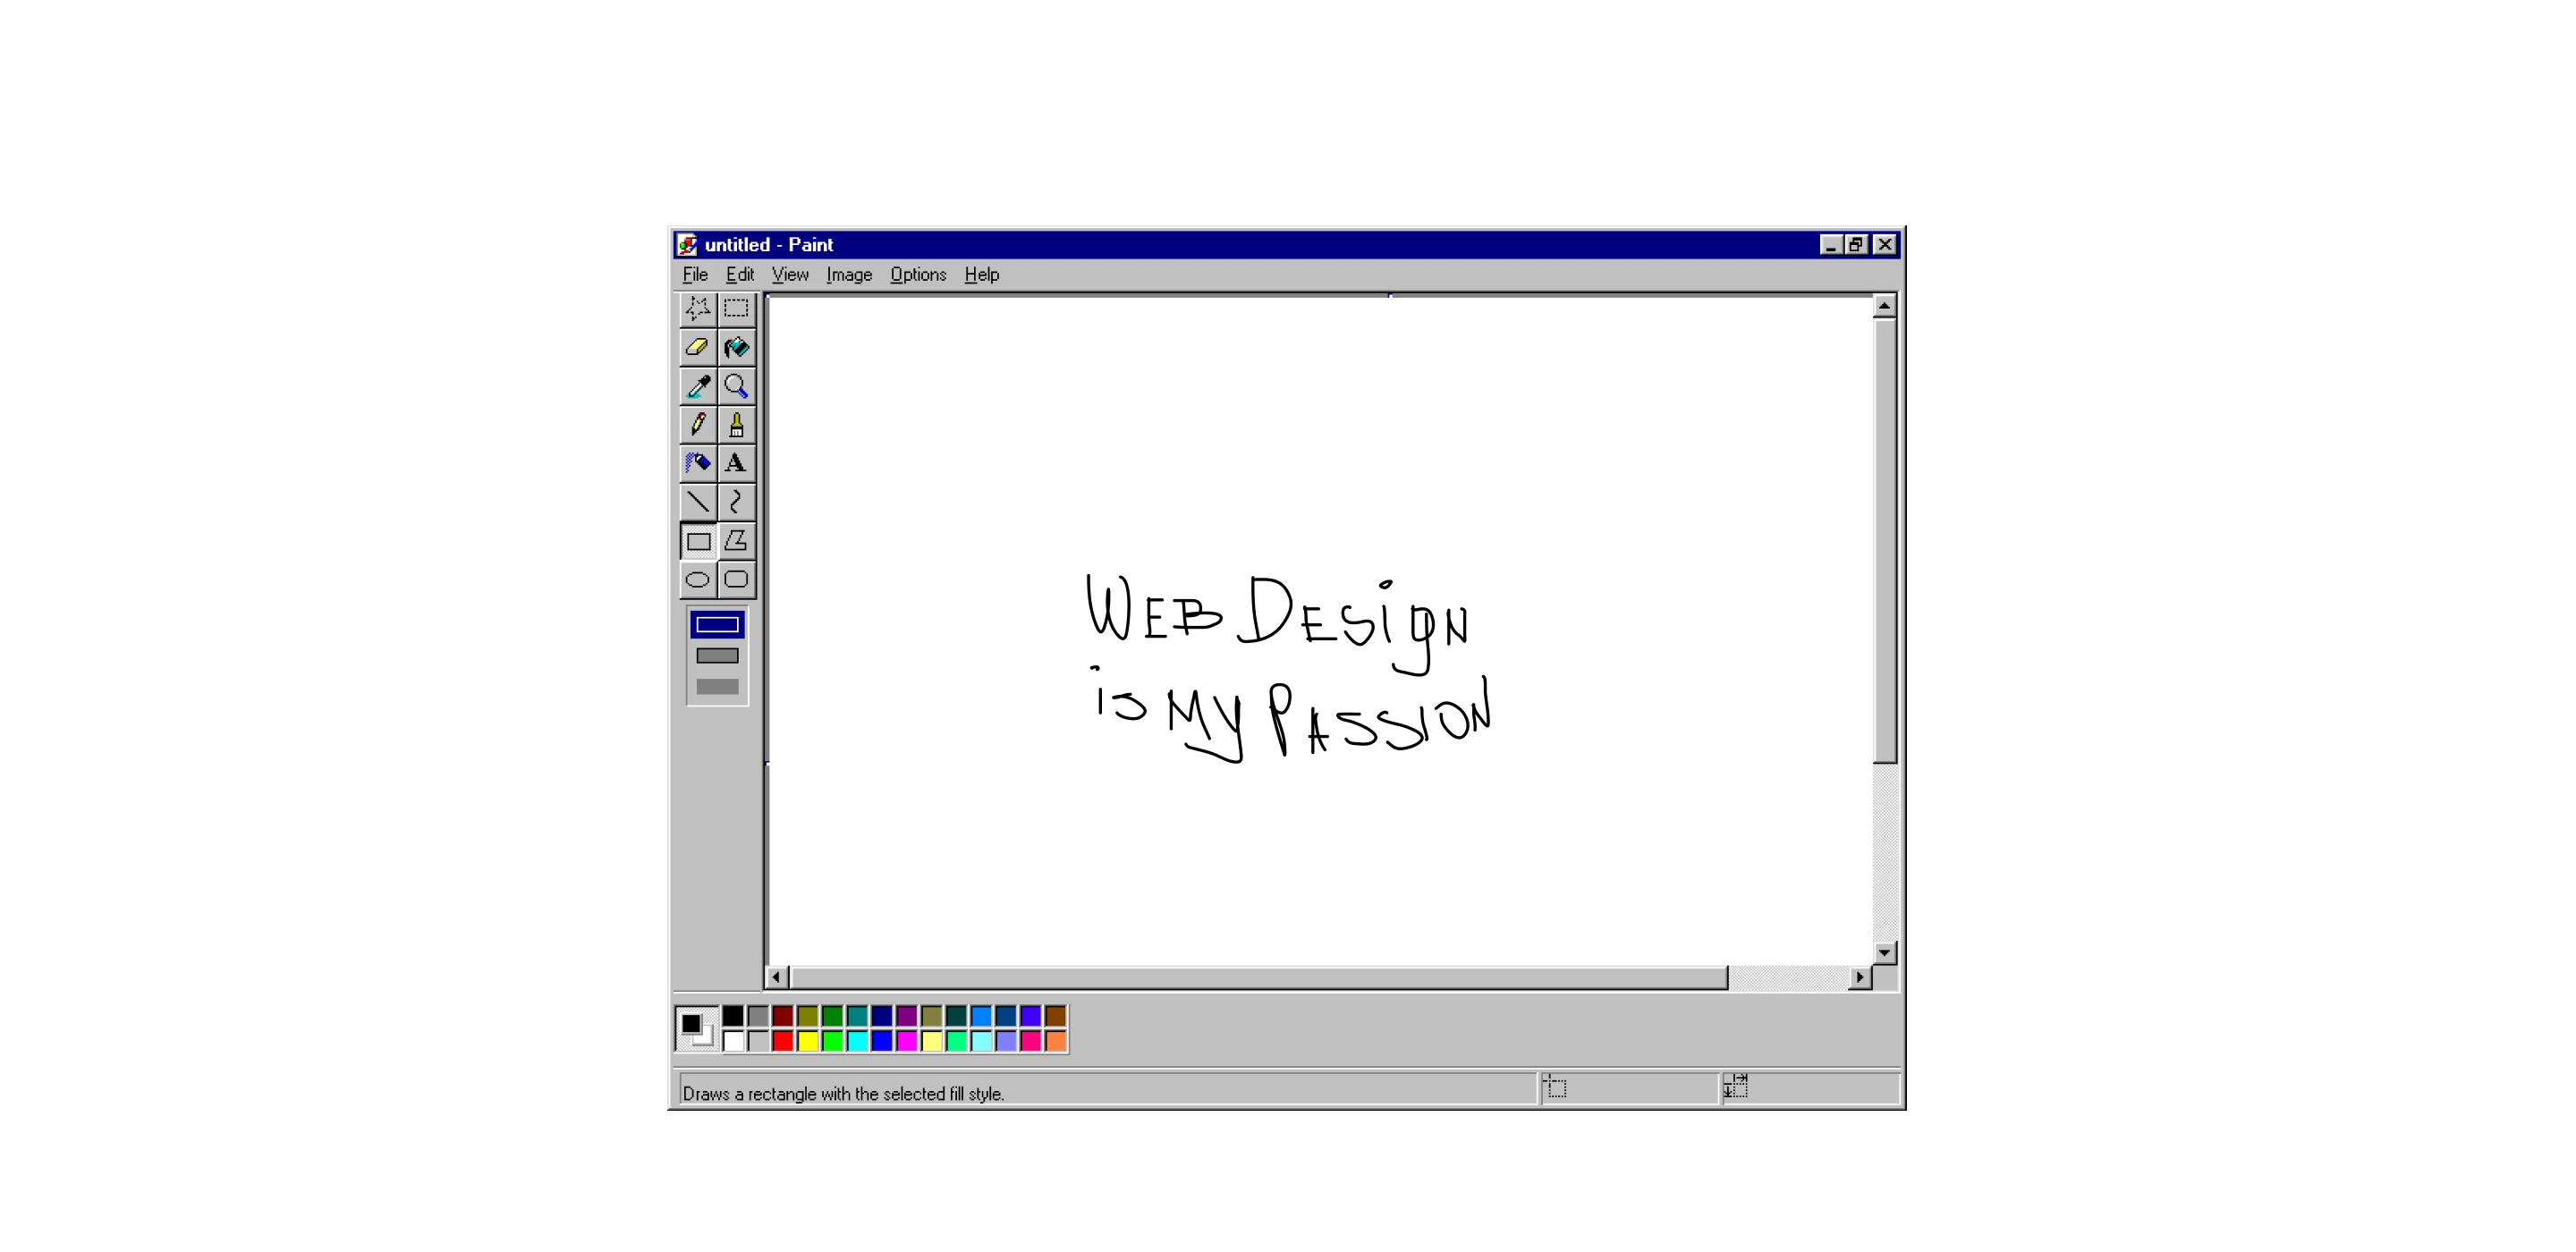 untitled - Paint
File Edit View Image Options Help
A
Web Design
is My Passion
Draws a rectangle with the selected fill style.